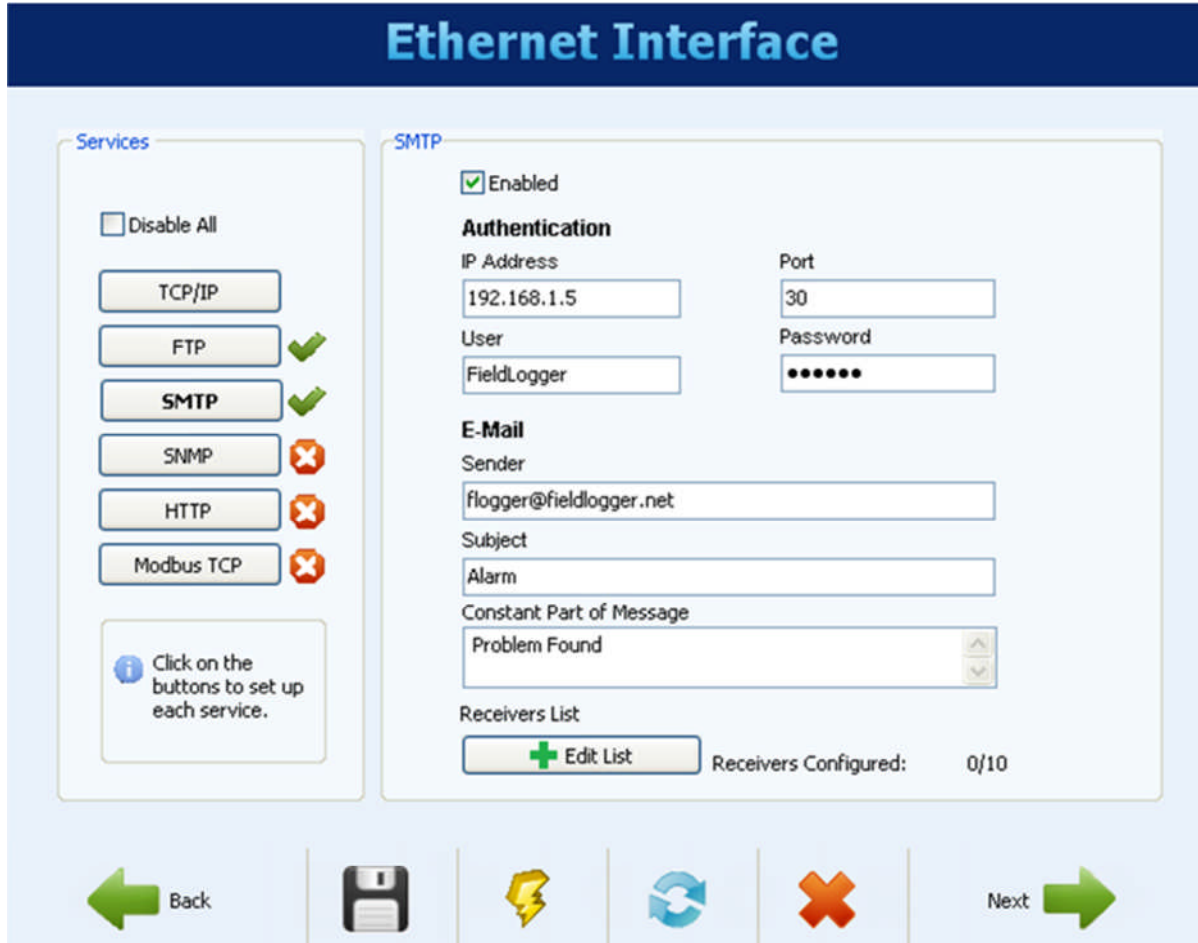 Ethernet Interface
Services
Disable All
TCP/IP
FTP
SMTP
SNMP
HTTP
Modbus TCP
Click on the
buttons to set up
each service.
SMTP
Enabled
Authentication
IP Address
Port
192.168.1.5
30
User
Password
FieldLogger
••••••
E-Mail
Sender
flogger@fieldlogger.net
Subject
Alarm
Constant Part of Message
Problem Found
Receivers List
Edit List
Receivers Configured: 0/10
Back
Next